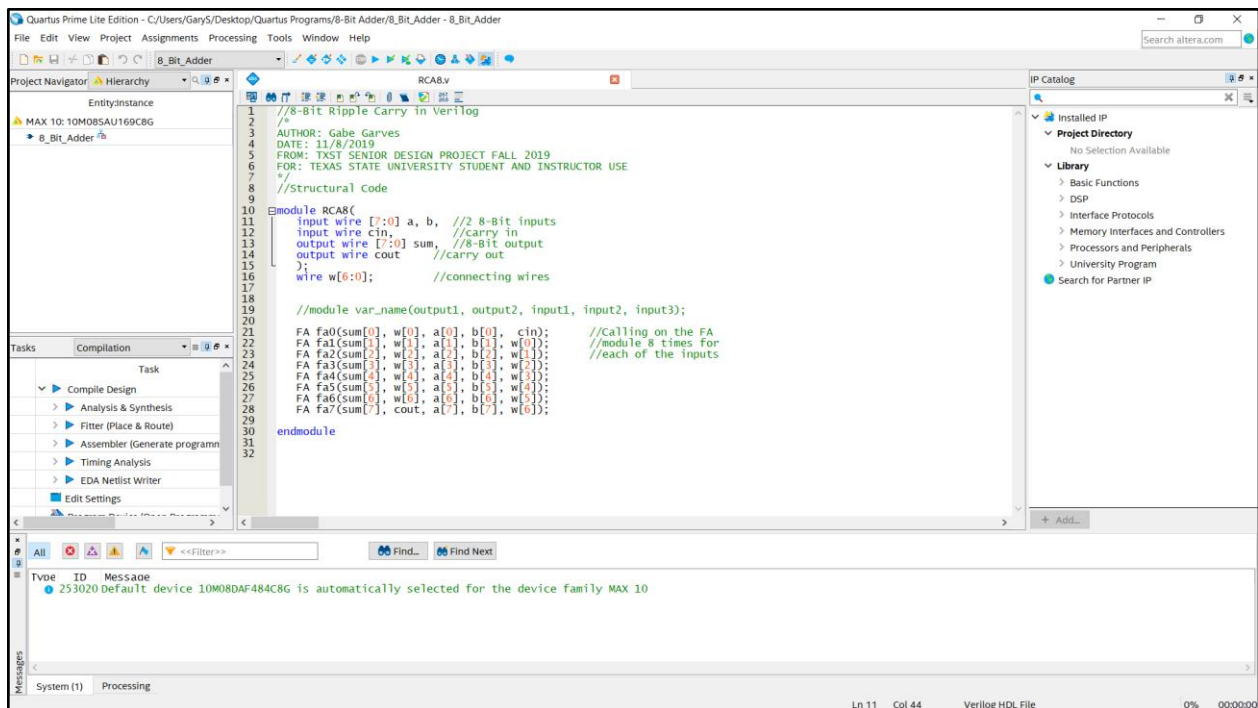 Quartus Prime Lite Edition - C:/Users/GaryS/Desktop/Quartus Programs/8-Bit Adder/8_Bit_Adder - 8_Bit_Adder
File Edit View Project Assignments Processing Tools Window Help
Search altera.com
8_Bit_Adder
Project Navigator Hierarchy
Entity:Instance
MAX 10: 10M08SAU169C8G
8_Bit_Adder
Tasks Compilation
Task
Compile Design
Analysis & Synthesis
Fitter (Place & Route)
Assembler (Generate programn
Timing Analysis
EDA Netlist Writer
Edit Settings
RCA8.v
1 //8-Bit Ripple Carry in Verilog
2 /*
3 AUTHOR: Gabe Garves
4 DATE: 11/8/2019
5 FROM: TXST SENIOR DESIGN PROJECT FALL 2019
6 FOR: TEXAS STATE UNIVERSITY STUDENT AND INSTRUCTOR USE
7 */
8 //Structural Code
9
10 module RCA8(
11 input wire [7:0] a, b, //2 8-Bit inputs
12 input wire cin, //carry in
13 output wire [7:0] sum, //8-Bit output
14 output wire cout //carry out
15 );
16 wire w[6:0]; //connecting wires
17
18
19 //module var_name(output1, output2, input1, input2, input3);
20
21 FA fa0(sum[0], w[0], a[0], b[0], cin); //Calling on the FA
22 FA fa1(sum[1], w[1], a[1], b[1], w[0]); //module 8 times for
23 FA fa2(sum[2], w[2], a[2], b[2], w[1]); //each of the inputs
24 FA fa3(sum[3], w[3], a[3], b[3], w[2]);
25 FA fa4(sum[4], w[4], a[4], b[4], w[3]);
26 FA fa5(sum[5], w[5], a[5], b[5], w[4]);
27 FA fa6(sum[6], w[6], a[6], b[6], w[5]);
28 FA fa7(sum[7], cout, a[7], b[7], w[6]);
29
30 endmodule
31
32
IP Catalog
Installed IP
Project Directory
No Selection Available
Library
Basic Functions
DSP
Interface Protocols
Memory Interfaces and Controllers
Processors and Peripherals
University Program
Search for Partner IP
+ Add...
All <<Filter>> Find... Find Next
Type ID Message
253020 Default device 10M08DAF484C8G is automatically selected for the device family MAX 10
Messages
System (1) Processing
Ln 11 Col 44 Verilog HDL File 0% 00:00:00